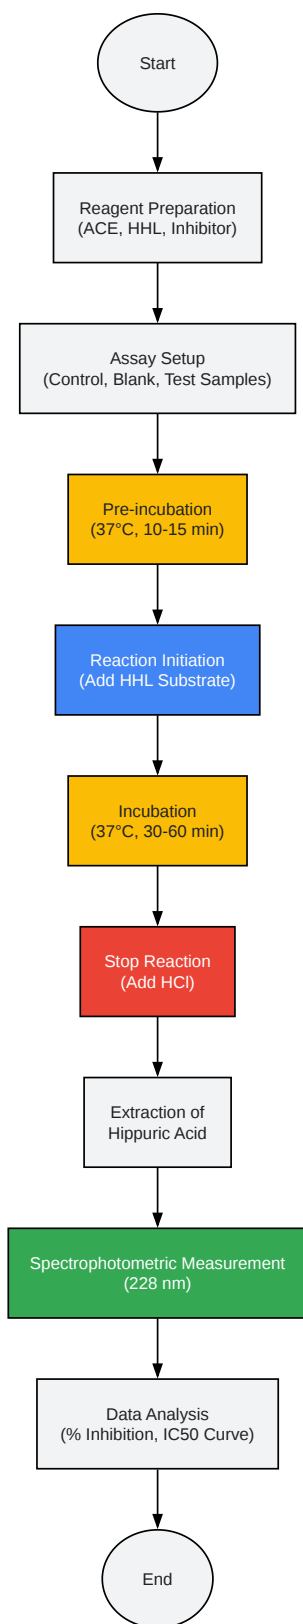 Start
Reagent Preparation
(ACE, HHL, Inhibitor)
Assay Setup
(Control, Blank, Test Samples)
Pre-incubation
(37°C, 10-15 min)
Reaction Initiation
(Add HHL Substrate)
Incubation
(37°C, 30-60 min)
Stop Reaction
(Add HCl)
Extraction of
Hippuric Acid
Spectrophotometric Measurement
(228 nm)
Data Analysis
(% Inhibition, IC50 Curve)
End